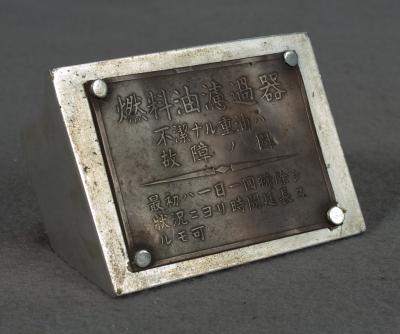 燃料油濾過器
不潔ナル重油ハ
故障ノ因
最初ハ一日一回掃除シ
狀況ニヨリ時間延長ス
ルモ可